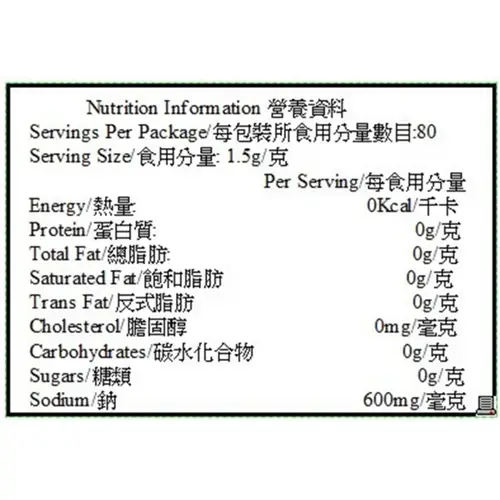 Nutrition Information 營養資料
Servings Per Package/每包裝所食用分量數目:80
Serving Size/食用分量: 1.5g/克
Per Serving/每食用分量
Energy/熱量: 0Kcal/千卡
Protein/蛋白質: 0g/克
Total Fat/總脂肪: 0g/克
Saturated Fat/飽和脂肪 0g/克
Trans Fat/反式脂肪 0g/克
Cholesterol/膽固醇 0mg/毫克
Carbohydrates/碳水化合物 0g/克
Sugars/糖類 0g/克
Sodium/鈉 600mg/毫克